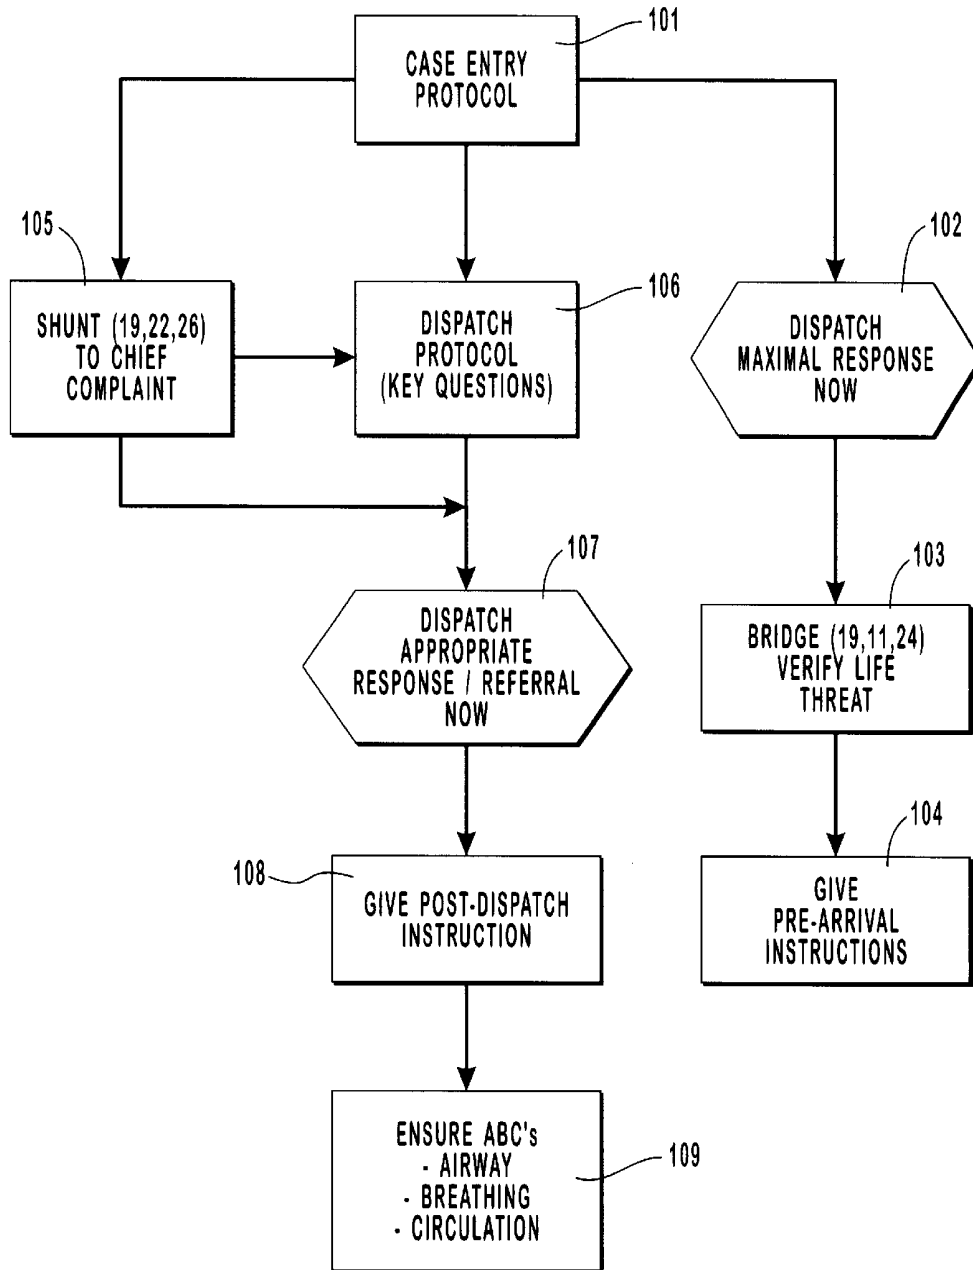 101
CASE ENTRY
PROTOCOL
105
SHUNT (19,22,26)
TO CHIEF
COMPLAINT
106
DISPATCH
PROTOCOL
(KEY QUESTIONS)
102
DISPATCH
MAXIMAL RESPONSE
NOW
107
DISPATCH
APPROPRIATE
RESPONSE / REFERRAL
NOW
103
BRIDGE (19,11,24)
VERIFY LIFE
THREAT
108
GIVE POST-DISPATCH
INSTRUCTION
104
GIVE
PRE-ARRIVAL
INSTRUCTIONS
109
ENSURE ABC's
- AIRWAY
- BREATHING
- CIRCULATION